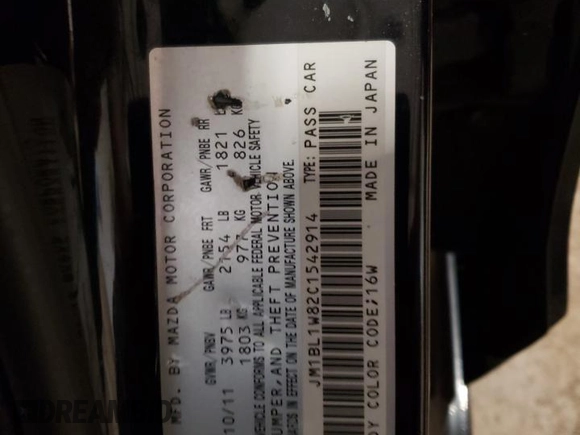 MFD. BY MAZDA MOTOR CORPORATION
GVWR/PNBV GAWR/PNBE FRT GAWR/PNBE RR
10/11 3975 LB 2154 LB 1821
1803 KG 977 KG 826 KG
VEHICLE CONFORMS TO ALL APPLICABLE FEDERAL MOTOR VEHICLE SAFETY
BUMPER, AND THEFT PREVENTION
ARDS IN EFFECT ON THE DATE OF MANUFACTURE SHOWN ABOVE.
JM1BL1W82C1542914 TYPE: PASS CAR
DY COLOR CODE;16W MADE IN JAPAN